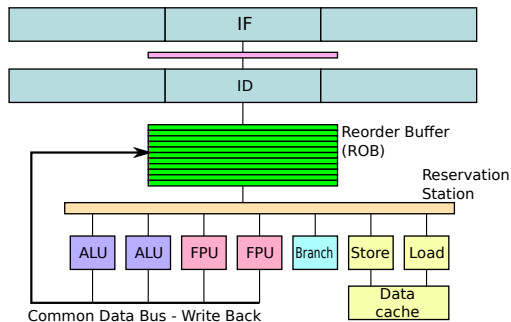 IF
ID
Reorder Buffer
(ROB)
Reservation
Station
ALU ALU FPU FPU Branch Store Load
Data
cache
Common Data Bus - Write Back